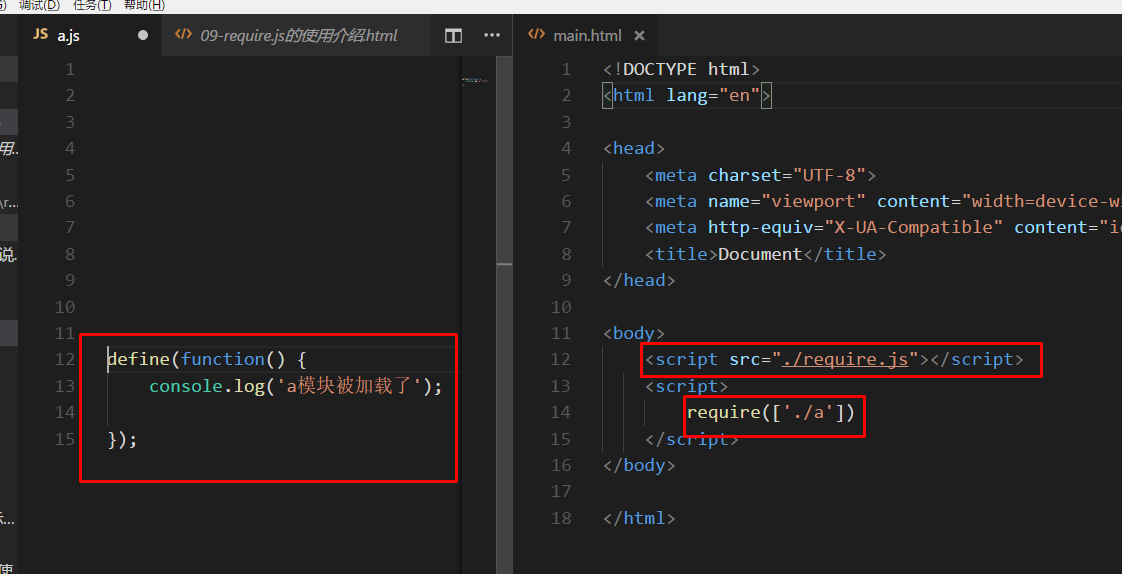 调试(D) 任务(T) 帮助(H)
JS a.js 09-require.js的使用介绍.html
main.html
1
2
3
4
5
6
7
8
9
10
11
12 define(function() {
13 console.log('a模块被加载了');
14
15 });
1 <!DOCTYPE html>
2 <html lang="en">
3
4 <head>
5 <meta charset="UTF-8">
6 <meta name="viewport" content="width=device-wi
7 <meta http-equiv="X-UA-Compatible" content="ie
8 <title>Document</title>
9 </head>
10
11 <body>
12 <script src="./require.js"></script>
13 <script>
14 require(['./a'])
15 </script>
16 </body>
17
18 </html>
用..
\r...
说.
...
使